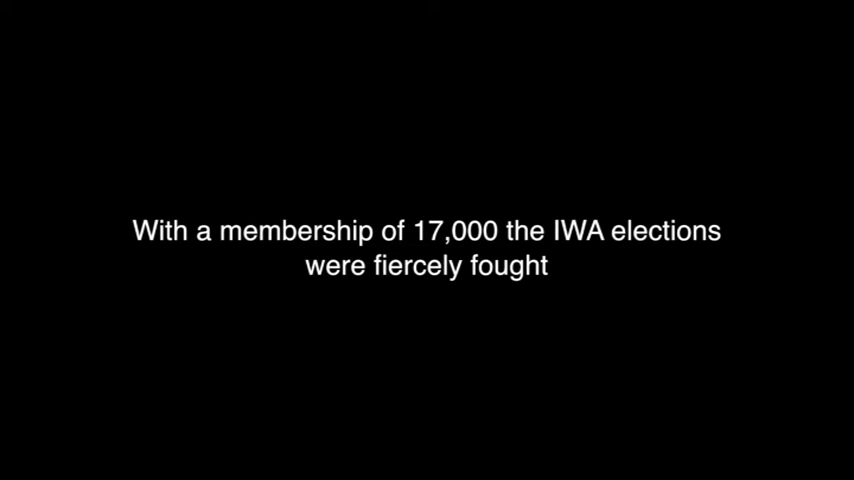 With a membership of 17,000 the IWA elections
were fiercely fought